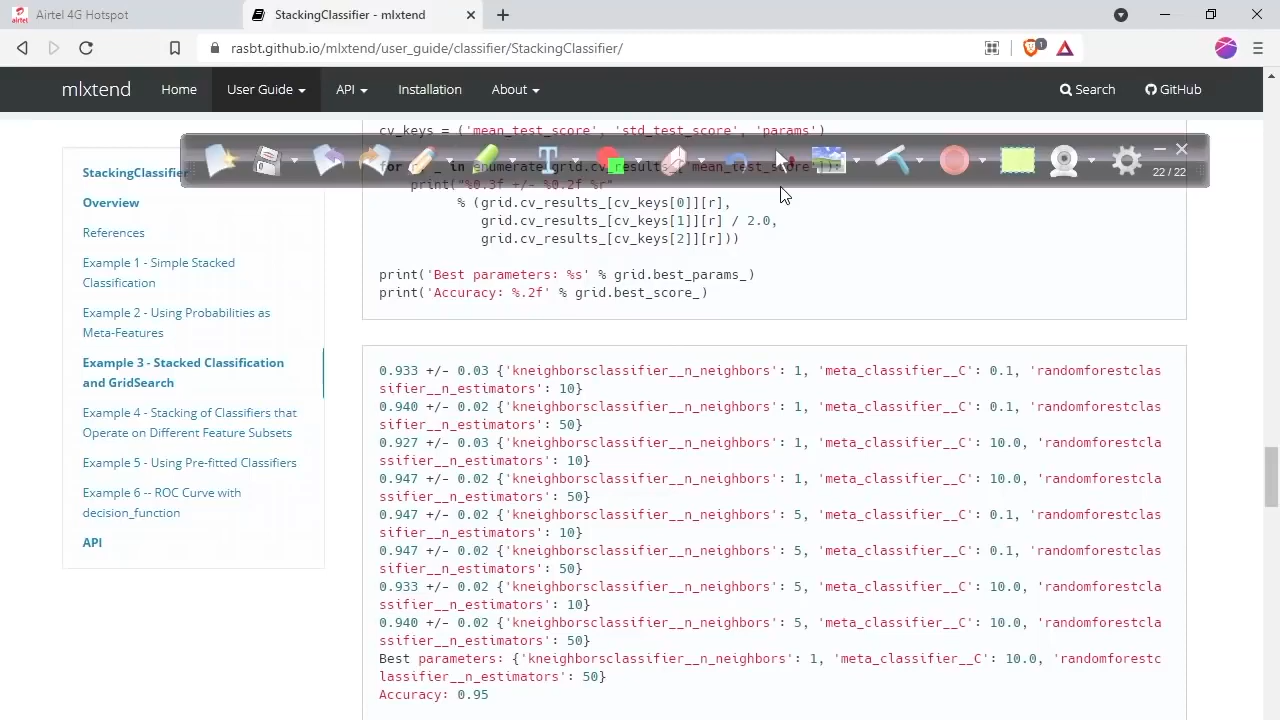 Airtel 4G Hotspot
StackingClassifier - mlxtend
rasbt.github.io/mlxtend/user_guide/classifier/StackingClassifier/
1
mlxtend
Home
User Guide
API
Installation
About
Search
GitHub
StackingClassifier
Overview
References
Example 1 - Simple Stacked
Classification
Example 2 - Using Probabilities as
Meta-Features
Example 3 - Stacked Classification
and GridSearch
Example 4 - Stacking of Classifiers that
Operate on Different Feature Subsets
Example 5 - Using Pre-fitted Classifiers
Example 6 -- ROC Curve with
decision_function
API
22 / 22
cv_keys = ('mean_test_score', 'std_test_score', 'params')
for r, _ in enumerate(grid.cv_results_['mean_test_score']):
print("%0.3f +/- %0.2f %r"
% (grid.cv_results_[cv_keys[0]][r],
grid.cv_results_[cv_keys[1]][r] / 2.0,
grid.cv_results_[cv_keys[2]][r]))
print('Best parameters: %s' % grid.best_params_)
print('Accuracy: %.2f' % grid.best_score_)
0.933 +/- 0.03 {'kneighborsclassifier__n_neighbors': 1, 'meta_classifier__C': 0.1, 'randomforestclas
sifier__n_estimators': 10}
0.940 +/- 0.02 {'kneighborsclassifier__n_neighbors': 1, 'meta_classifier__C': 0.1, 'randomforestclas
sifier__n_estimators': 50}
0.927 +/- 0.03 {'kneighborsclassifier__n_neighbors': 1, 'meta_classifier__C': 10.0, 'randomforestcla
ssifier__n_estimators': 10}
0.947 +/- 0.02 {'kneighborsclassifier__n_neighbors': 1, 'meta_classifier__C': 10.0, 'randomforestcla
ssifier__n_estimators': 50}
0.947 +/- 0.02 {'kneighborsclassifier__n_neighbors': 5, 'meta_classifier__C': 0.1, 'randomforestclas
sifier__n_estimators': 10}
0.947 +/- 0.02 {'kneighborsclassifier__n_neighbors': 5, 'meta_classifier__C': 0.1, 'randomforestclas
sifier__n_estimators': 50}
0.933 +/- 0.02 {'kneighborsclassifier__n_neighbors': 5, 'meta_classifier__C': 10.0, 'randomforestcla
ssifier__n_estimators': 10}
0.940 +/- 0.02 {'kneighborsclassifier__n_neighbors': 5, 'meta_classifier__C': 10.0, 'randomforestcla
ssifier__n_estimators': 50}
Best parameters: {'kneighborsclassifier__n_neighbors': 1, 'meta_classifier__C': 10.0, 'randomforestc
lassifier__n_estimators': 50}
Accuracy: 0.95